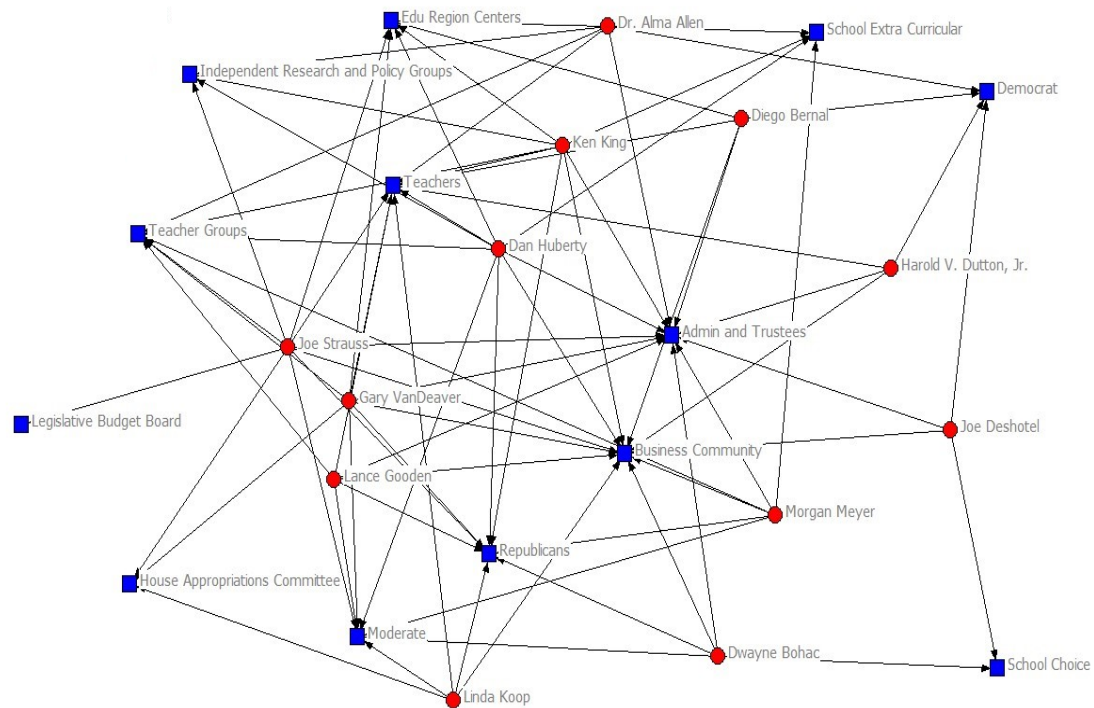 Edu Region Centers
Dr. Alma Allen
School Extra Curricular
Independent Research and Policy Groups
Democrat
Diego Bernal
Ken King
Teachers
Teacher Groups
Dan Huberty
Harold V. Dutton, Jr.
Admin and Trustees
Joe Strauss
Gary VanDeaver
Legislative Budget Board
Joe Deshotel
Business Community
Lance Gooden
Morgan Meyer
Republicans
House Appropriations Committee
Moderate
Dwayne Bohac
School Choice
Linda Koop